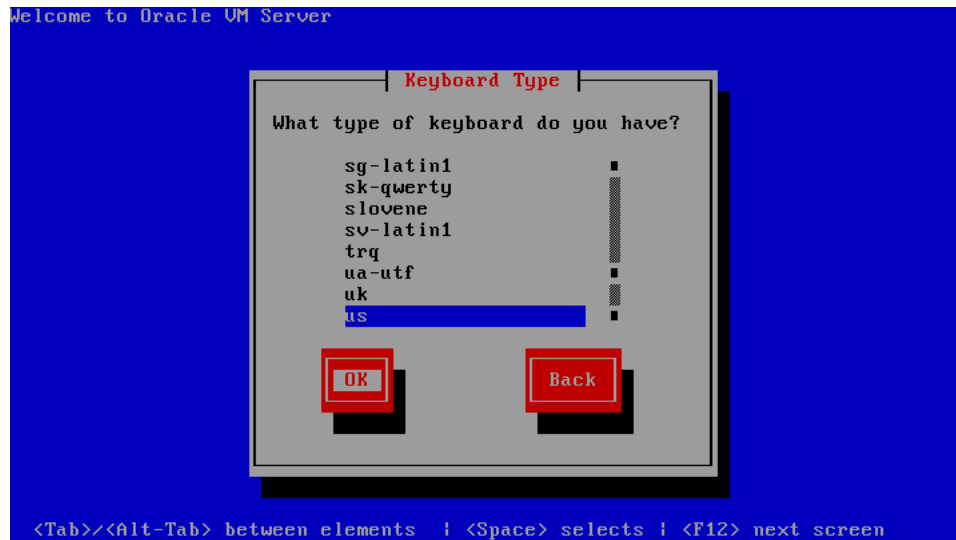 Welcome to Oracle VM Server
Keyboard Type
What type of keyboard do you have?
sg-latin1
sk-qwerty
slovene
sv-latin1
trq
ua-utf
uk
us
OK Back
<Tab>/<Alt-Tab> between elements | <Space> selects | <F12> next screen